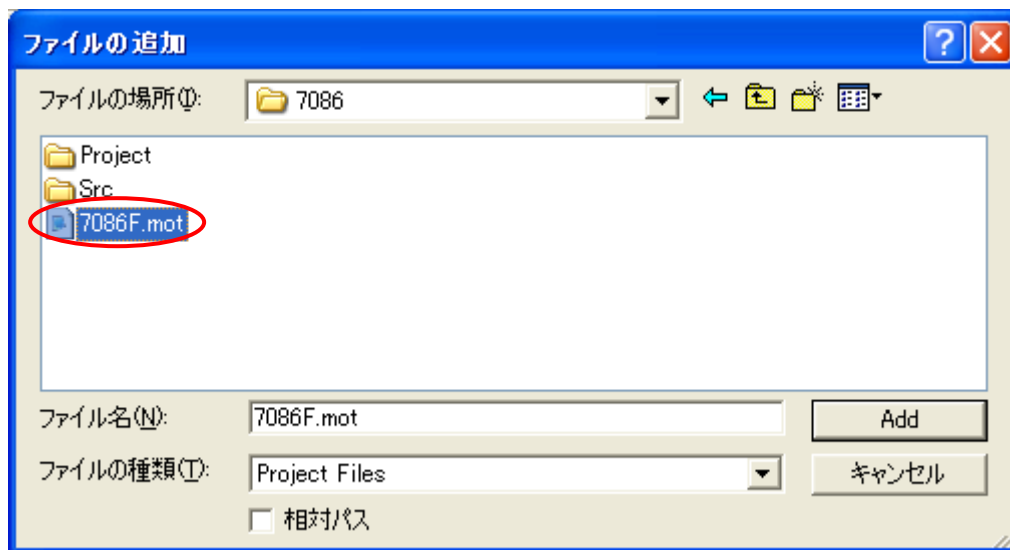 ファイルの追加
ファイルの場所(I): 7086
Project
Src
7086F.mot
ファイル名(N): 7086F.mot Add
ファイルの種類(T): Project Files キャンセル
相対パス